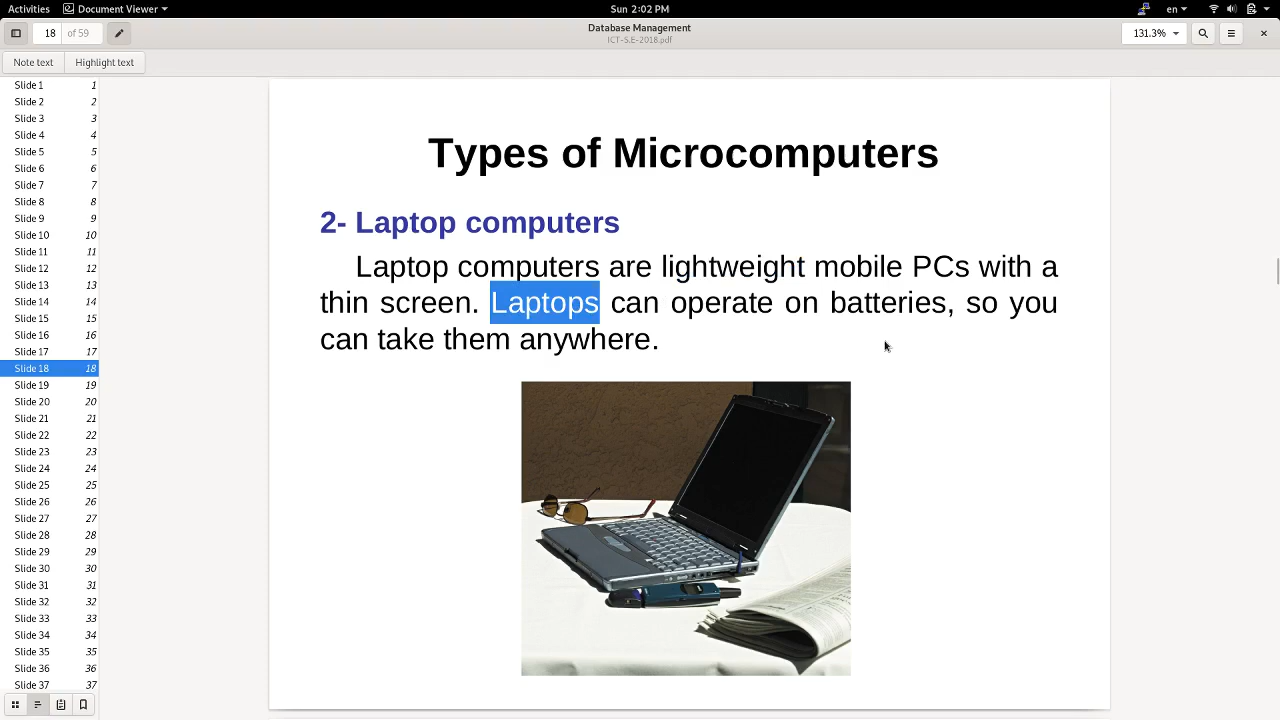 Activities Document Viewer Sun 2:02 PM en
Database Management
ICT-S.E-2018.pdf
18 of 59 131.3%
Note text Highlight text
Slide 1 1
Slide 2 2
Slide 3 3
Slide 4 4
Slide 5 5
Slide 6 6
Slide 7 7
Slide 8 8
Slide 9 9
Slide 10 10
Slide 11 11
Slide 12 12
Slide 13 13
Slide 14 14
Slide 15 15
Slide 16 16
Slide 17 17
Slide 18 18
Slide 19 19
Slide 20 20
Slide 21 21
Slide 22 22
Slide 23 23
Slide 24 24
Slide 25 25
Slide 26 26
Slide 27 27
Slide 28 28
Slide 29 29
Slide 30 30
Slide 31 31
Slide 32 32
Slide 33 33
Slide 34 34
Slide 35 35
Slide 36 36
Slide 37 37
Types of Microcomputers
2- Laptop computers
Laptop computers are lightweight mobile PCs with a
thin screen. Laptops can operate on batteries, so you
can take them anywhere.